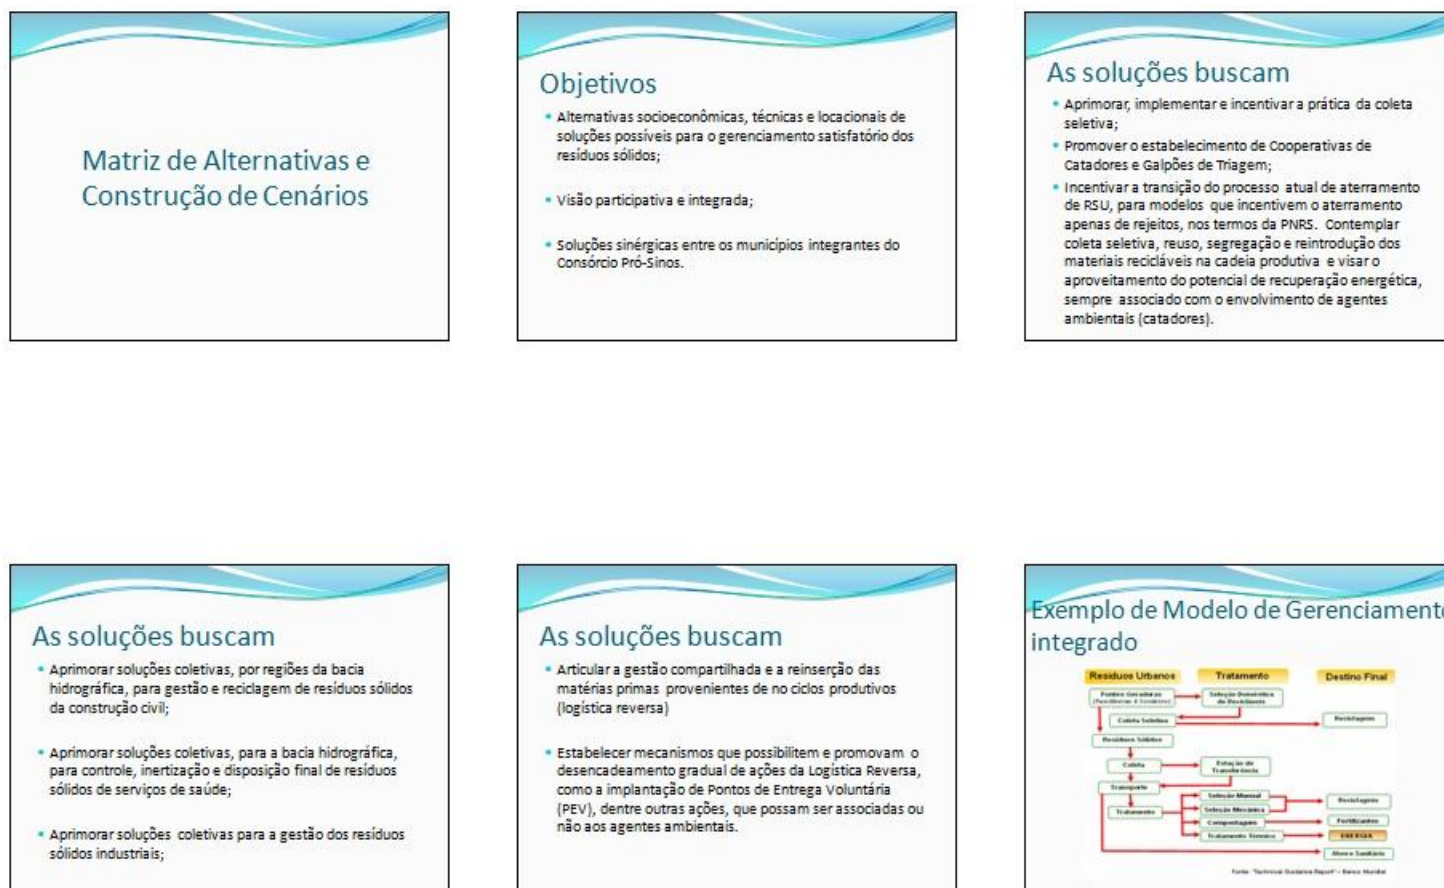 Matriz de Alternativas e
Construção de Cenários
Objetivos
• Alternativas socioeconômicas, técnicas e locacionais de
soluções possíveis para o gerenciamento satisfatório dos
resíduos sólidos;
• Visão participativa e integrada;
• Soluções sinérgicas entre os municípios integrantes do
Consórcio Pró-Sinos.
As soluções buscam
• Aprimorar, implementar e incentivar a prática da coleta
seletiva;
• Promover o estabelecimento de Cooperativas de
Catadores e Galpões de Triagem;
• Incentivar a transição do processo atual de aterramento
de RSU, para modelos que incentivem o aterramento
apenas de rejeitos, nos termos da PNRS. Contemplar
coleta seletiva, reuso, segregação e reintrodução dos
materiais recicláveis na cadeia produtiva e visar o
aproveitamento do potencial de recuperação energética,
sempre associado com o envolvimento de agentes
ambientais (catadores).
As soluções buscam
• Aprimorar soluções coletivas, por regiões da bacia
hidrográfica, para gestão e reciclagem de resíduos sólidos
da construção civil;
• Aprimorar soluções coletivas, para a bacia hidrográfica,
para controle, inertização e disposição final de resíduos
sólidos de serviços de saúde;
• Aprimorar soluções coletivas para a gestão dos resíduos
sólidos industriais;
As soluções buscam
• Articular a gestão compartilhada e a reinserção das
matérias primas provenientes de no ciclos produtivos
(logística reversa)
• Estabelecer mecanismos que possibilitem e promovam o
desencadeamento gradual de ações da Logística Reversa,
como a implantação de Pontos de Entrega Voluntária
(PEV), dentre outras ações, que possam ser associadas ou
não aos agentes ambientais.
Exemplo de Modelo de Gerenciamento
integrado
Resíduos Urbanos
Tratamento
Destino Final
Fontes Geradoras
Seleção Doméstica
de Recicláveis
Coleta Seletiva
Reciclagem
Resíduos Sólidos
Coleta
Estação de
Transferência
Transporte
Tratamento
Seleção Manual
Seleção Mecânica
Compostagem
Tratamento Térmico
Reciclagem
Fertilizantes
ENERGIA
Aterro Sanitário
Fonte: "Technical Guidance Report" – Banco Mundial